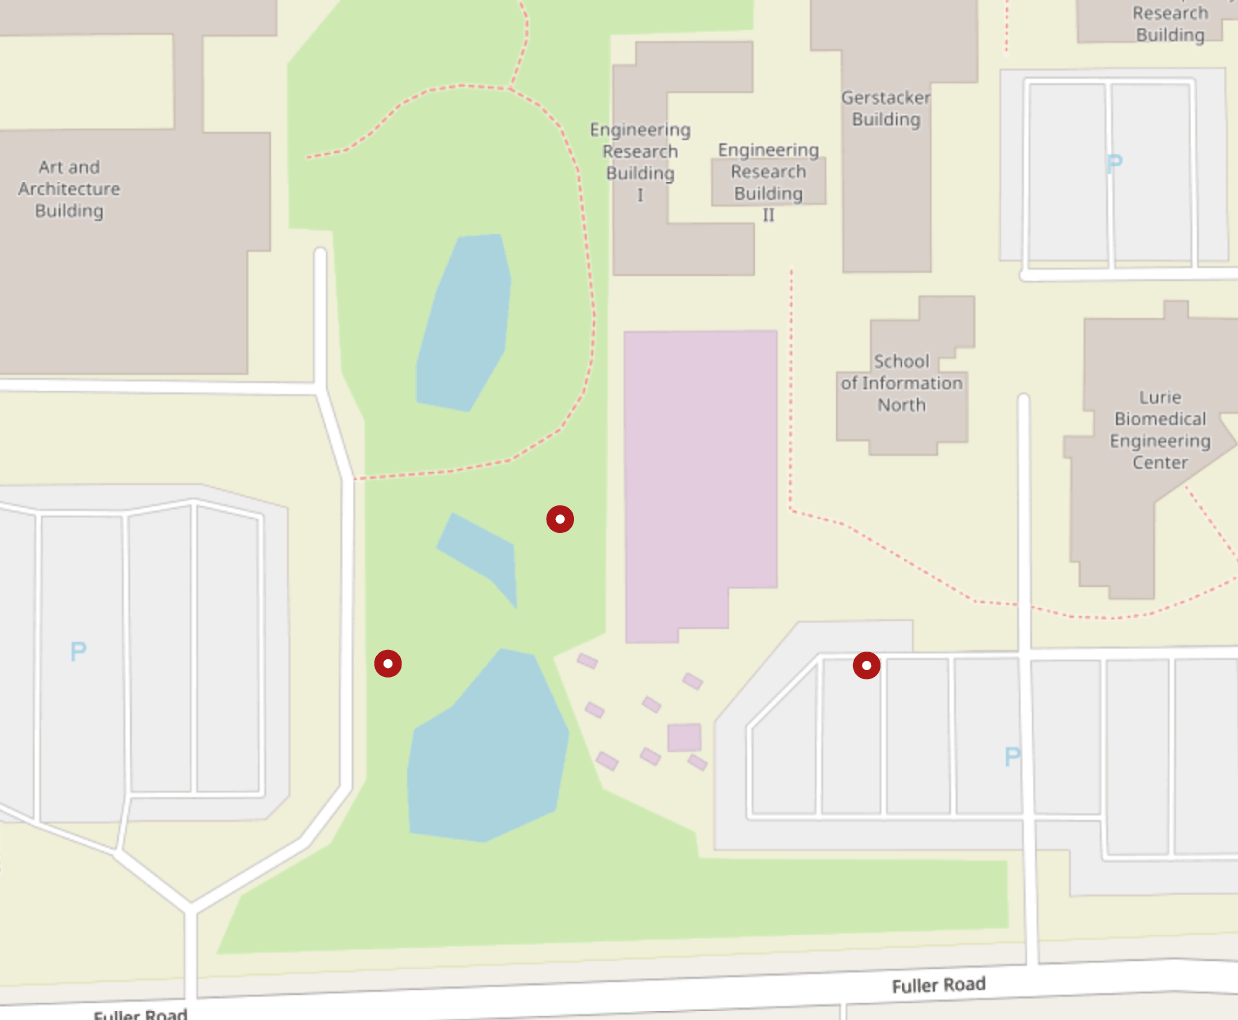 Research
Building
Gerstacker
Building
Engineering
Research
Building
I
Engineering
Research
Building
II
Art and
Architecture
Building
P
School
of Information
North
Lurie
Biomedical
Engineering
Center
P
P
Fuller Road
Fuller Road